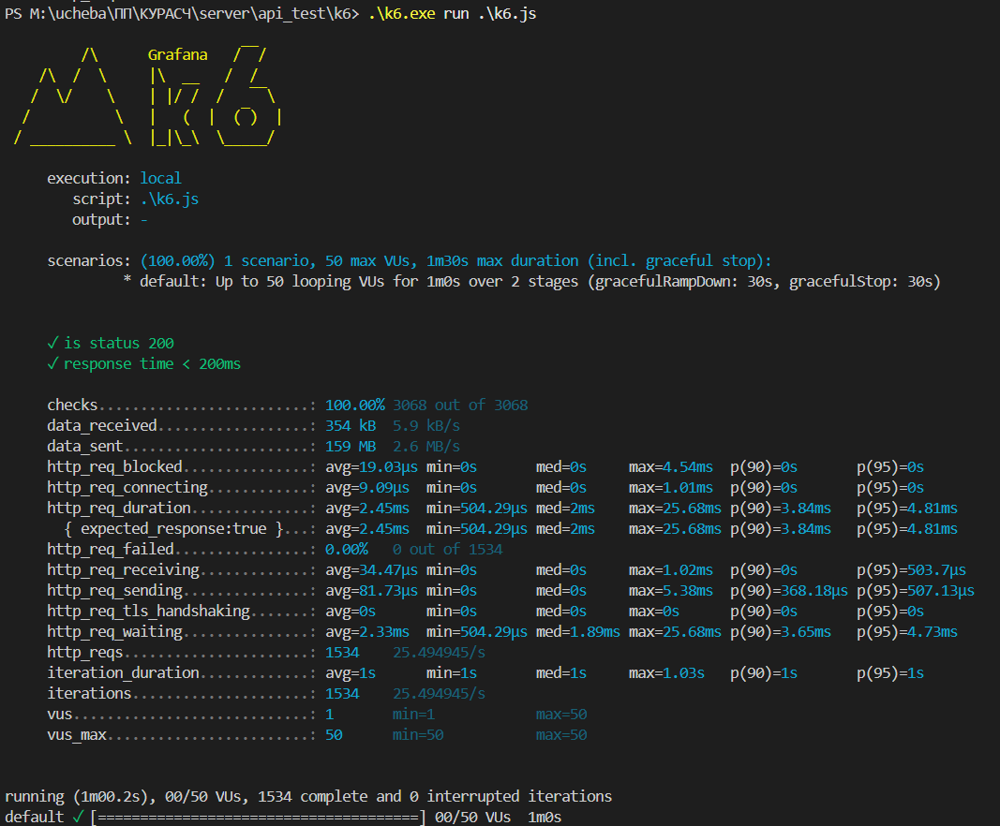 PS M:\ucheba\ПП\КУРАСЧ\server\api_test\k6> .\k6.exe run .\k6.js
Grafana
execution: local
script: .\k6.js
output: -
scenarios: (100.00%) 1 scenario, 50 max VUs, 1m30s max duration (incl. graceful stop):
* default: Up to 50 looping VUs for 1m0s over 2 stages (gracefulRampDown: 30s, gracefulStop: 30s)
✓ is status 200
✓ response time < 200ms
checks.........................: 100.00% 3068 out of 3068
data_received..................: 354 kB 5.9 kB/s
data_sent......................: 159 MB 2.6 MB/s
http_req_blocked...............: avg=19.03µs min=0s med=0s max=4.54ms p(90)=0s p(95)=0s
http_req_connecting............: avg=9.09µs min=0s med=0s max=1.01ms p(90)=0s p(95)=0s
http_req_duration..............: avg=2.45ms min=504.29µs med=2ms max=25.68ms p(90)=3.84ms p(95)=4.81ms
{ expected_response:true }...: avg=2.45ms min=504.29µs med=2ms max=25.68ms p(90)=3.84ms p(95)=4.81ms
http_req_failed................: 0.00% 0 out of 1534
http_req_receiving.............: avg=34.47µs min=0s med=0s max=1.02ms p(90)=0s p(95)=503.7µs
http_req_sending...............: avg=81.73µs min=0s med=0s max=5.38ms p(90)=368.18µs p(95)=507.13µs
http_req_tls_handshaking.......: avg=0s min=0s med=0s max=0s p(90)=0s p(95)=0s
http_req_waiting...............: avg=2.33ms min=504.29µs med=1.89ms max=25.68ms p(90)=3.65ms p(95)=4.73ms
http_reqs......................: 1534 25.494945/s
iteration_duration.............: avg=1s min=1s med=1s max=1.03s p(90)=1s p(95)=1s
iterations.....................: 1534 25.494945/s
vus............................: 1 min=1 max=50
vus_max........................: 50 min=50 max=50
running (1m00.2s), 00/50 VUs, 1534 complete and 0 interrupted iterations
default ✓ [======================================] 00/50 VUs 1m0s